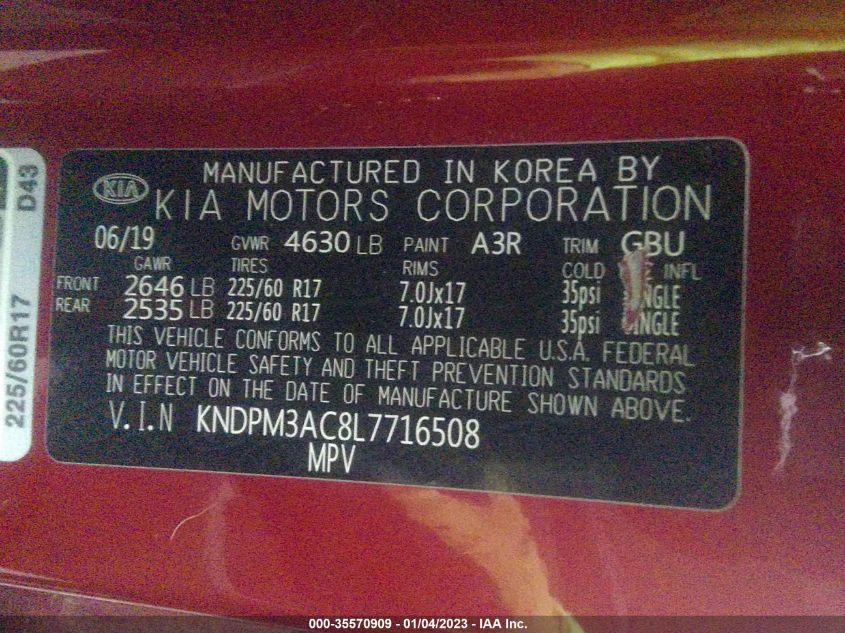 MANUFACTURED IN KOREA BY
KIA KIA MOTORS CORPORATION
06/19 GVWR 4630 LB PAINT A3R TRIM GBU
GAWR TIRES RIMS COLD INFL
FRONT 2646 LB 225/60 R17 7.0Jx17 35psi SINGLE
REAR 2535 LB 225/60 R17 7.0Jx17 35psi SINGLE
THIS VEHICLE CONFORMS TO ALL APPLICABLE U.S.A. FEDERAL
MOTOR VEHICLE SAFETY AND THEFT PREVENTION STANDARDS
IN EFFECT ON THE DATE OF MANUFACTURE SHOWN ABOVE.
V.I.N KNDPM3AC8L7716508
MPV
225/60R17 D43
000-35570909 - 01/04/2023 - IAA Inc.